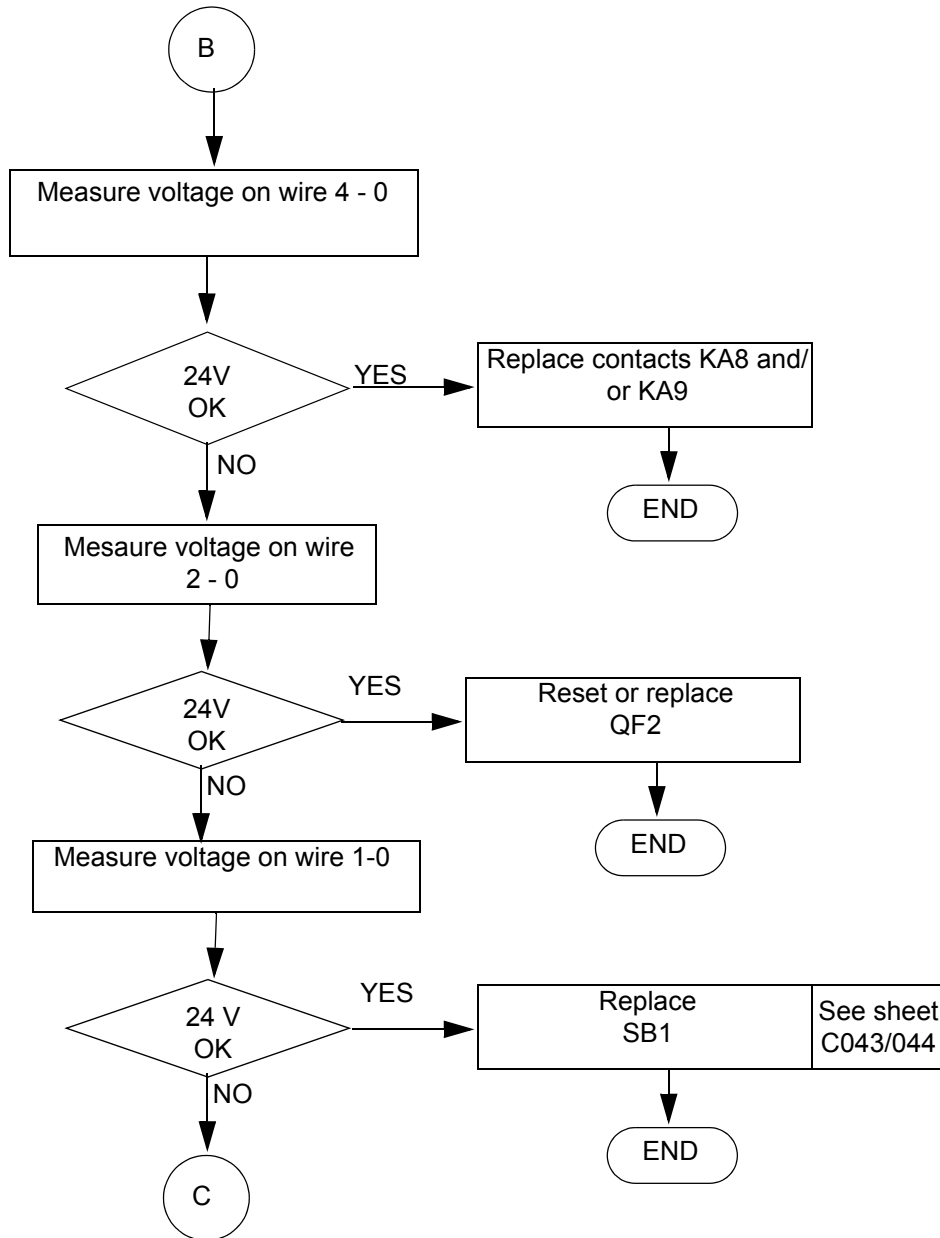 B
Measure voltage on wire 4 - 0
24V
OK
YES
Replace contacts KA8 and/
or KA9
NO
END
Mesaure voltage on wire
2 - 0
24V
OK
YES
Reset or replace
QF2
NO
END
Measure voltage on wire 1-0
24 V
OK
YES
Replace
SB1
See sheet
C043/044
NO
END
C